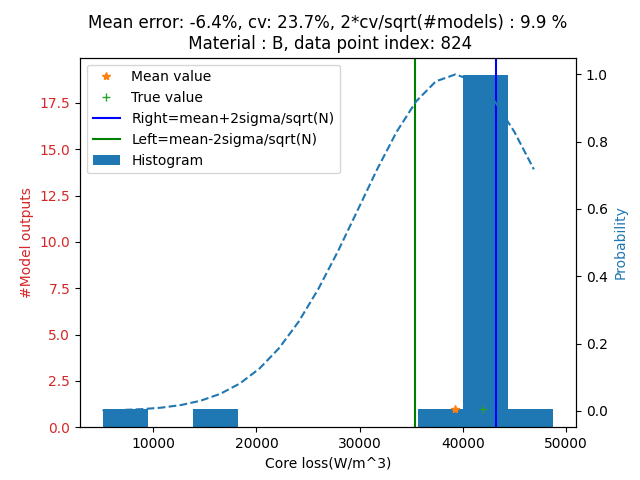 Mean error: -6.4%, cv: 23.7%, 2*cv/sqrt(#models) : 9.9 %
Material : B, data point index: 824
Mean value
True value
Right=mean+2sigma/sqrt(N)
Left=mean-2sigma/sqrt(N)
Histogram
#Model outputs
17.5
15.0
12.5
10.0
7.5
5.0
2.5
0.0
1.0
0.8
0.6
0.4
0.2
0.0
Probability
10000 20000 30000 40000 50000
Core loss(W/m^3)